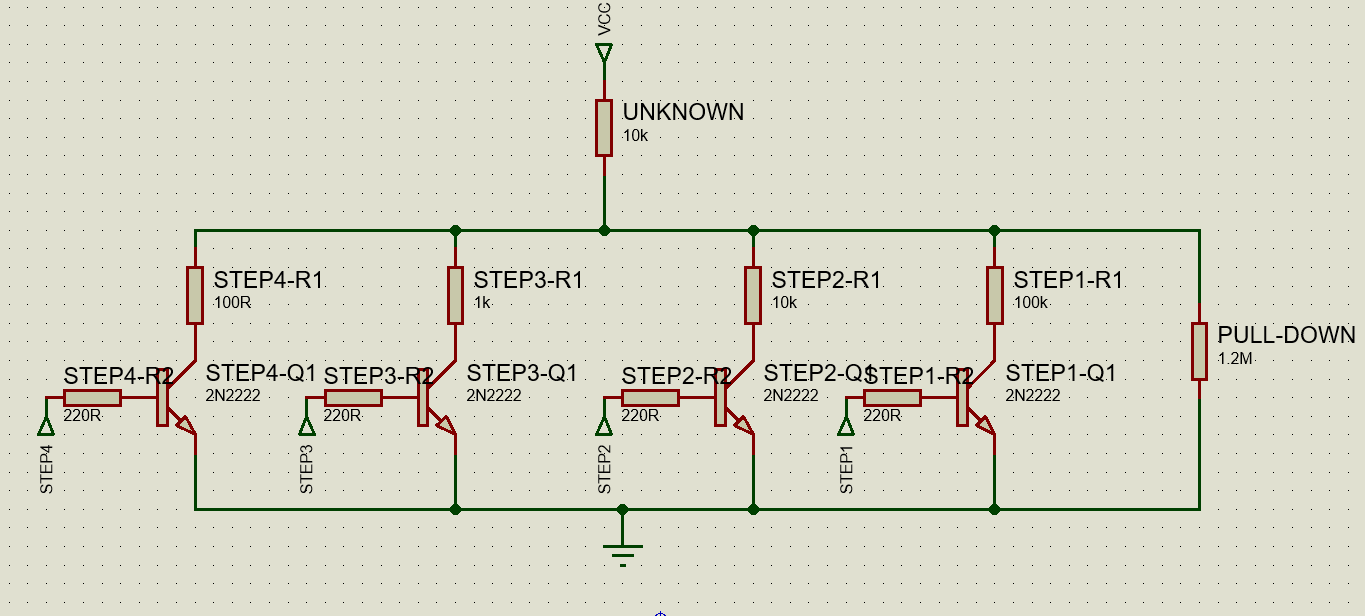 VCC
UNKNOWN
10k
STEP4-R1
100R
STEP3-R1
1k
STEP2-R1
10k
STEP1-R1
100k
PULL-DOWN
1.2M
STEP4-R2
220R
STEP4-Q1
2N2222
STEP3-R2
220R
STEP3-Q1
2N2222
STEP2-R2
220R
STEP2-Q1
2N2222
STEP1-R2
220R
STEP1-Q1
2N2222
STEP4
STEP3
STEP2
STEP1